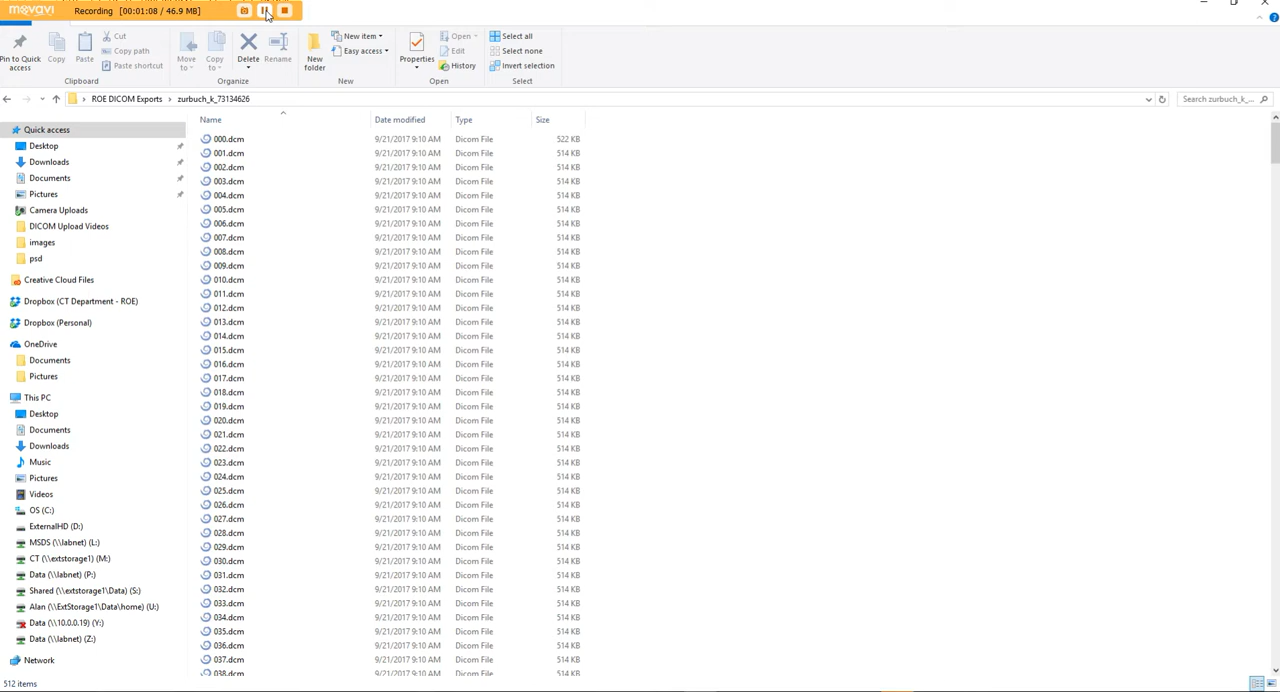 movavi Recording [00:01:08 / 46.9 MB]
Pin to Quick access
Copy
Paste
Cut
Copy path
Paste shortcut
Clipboard
Move to
Copy to
Delete
Rename
Organize
New folder
New item
Easy access
New
Properties
Open
Edit
History
Open
Select all
Select none
Invert selection
Select
ROE DICOM Exports > zurbuch_k_73134626
Search zurbuch_k_...
Name Date modified Type Size
Quick access
Desktop
Downloads
Documents
Pictures
Camera Uploads
DICOM Upload Videos
images
psd
Creative Cloud Files
Dropbox (CT Department - ROE)
Dropbox (Personal)
OneDrive
Documents
Pictures
This PC
Desktop
Documents
Downloads
Music
Pictures
Videos
OS (C:)
ExternalHD (D:)
MSDS (\\labnet) (L:)
CT (\\extstorage1) (M:)
Data (\\labnet) (P:)
Shared (\\extstorage1\Data) (S:)
Alan (\\ExtStorage1\Data\home) (U:)
Data (\\10.0.0.19) (Y:)
Data (\\labnet) (Z:)
Network
000.dcm 9/21/2017 9:10 AM Dicom File 522 KB
001.dcm 9/21/2017 9:10 AM Dicom File 514 KB
002.dcm 9/21/2017 9:10 AM Dicom File 514 KB
003.dcm 9/21/2017 9:10 AM Dicom File 514 KB
004.dcm 9/21/2017 9:10 AM Dicom File 514 KB
005.dcm 9/21/2017 9:10 AM Dicom File 514 KB
006.dcm 9/21/2017 9:10 AM Dicom File 514 KB
007.dcm 9/21/2017 9:10 AM Dicom File 514 KB
008.dcm 9/21/2017 9:10 AM Dicom File 514 KB
009.dcm 9/21/2017 9:10 AM Dicom File 514 KB
010.dcm 9/21/2017 9:10 AM Dicom File 514 KB
011.dcm 9/21/2017 9:10 AM Dicom File 514 KB
012.dcm 9/21/2017 9:10 AM Dicom File 514 KB
013.dcm 9/21/2017 9:10 AM Dicom File 514 KB
014.dcm 9/21/2017 9:10 AM Dicom File 514 KB
015.dcm 9/21/2017 9:10 AM Dicom File 514 KB
016.dcm 9/21/2017 9:10 AM Dicom File 514 KB
017.dcm 9/21/2017 9:10 AM Dicom File 514 KB
018.dcm 9/21/2017 9:10 AM Dicom File 514 KB
019.dcm 9/21/2017 9:10 AM Dicom File 514 KB
020.dcm 9/21/2017 9:10 AM Dicom File 514 KB
021.dcm 9/21/2017 9:10 AM Dicom File 514 KB
022.dcm 9/21/2017 9:10 AM Dicom File 514 KB
023.dcm 9/21/2017 9:10 AM Dicom File 514 KB
024.dcm 9/21/2017 9:10 AM Dicom File 514 KB
025.dcm 9/21/2017 9:10 AM Dicom File 514 KB
026.dcm 9/21/2017 9:10 AM Dicom File 514 KB
027.dcm 9/21/2017 9:10 AM Dicom File 514 KB
028.dcm 9/21/2017 9:10 AM Dicom File 514 KB
029.dcm 9/21/2017 9:10 AM Dicom File 514 KB
030.dcm 9/21/2017 9:10 AM Dicom File 514 KB
031.dcm 9/21/2017 9:10 AM Dicom File 514 KB
032.dcm 9/21/2017 9:10 AM Dicom File 514 KB
033.dcm 9/21/2017 9:10 AM Dicom File 514 KB
034.dcm 9/21/2017 9:10 AM Dicom File 514 KB
035.dcm 9/21/2017 9:10 AM Dicom File 514 KB
036.dcm 9/21/2017 9:10 AM Dicom File 514 KB
037.dcm 9/21/2017 9:10 AM Dicom File 514 KB
038.dcm 9/21/2017 9:10 AM Dicom File 514 KB
512 items